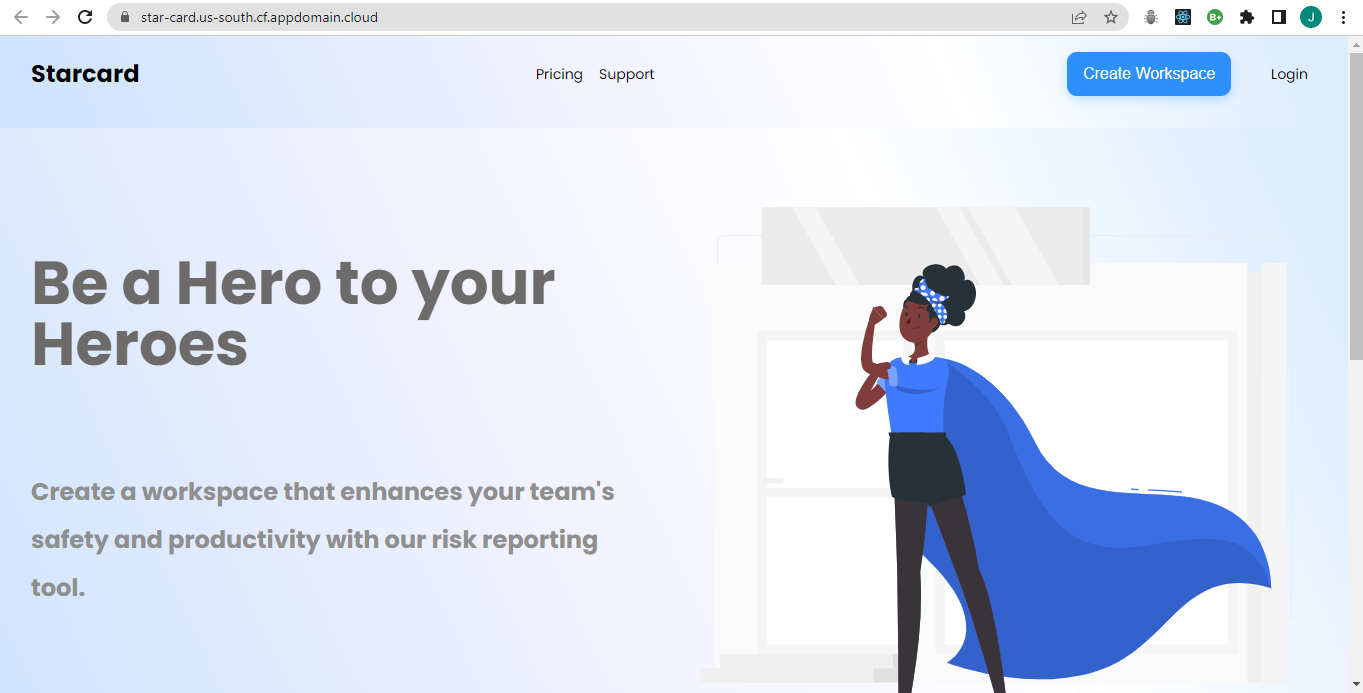 star-card.us-south.cf.appdomain.cloud
B+
J
Starcard
Pricing Support
Create Workspace
Login
Be a Hero to your
Heroes
Create a workspace that enhances your team's
safety and productivity with our risk reporting
tool.